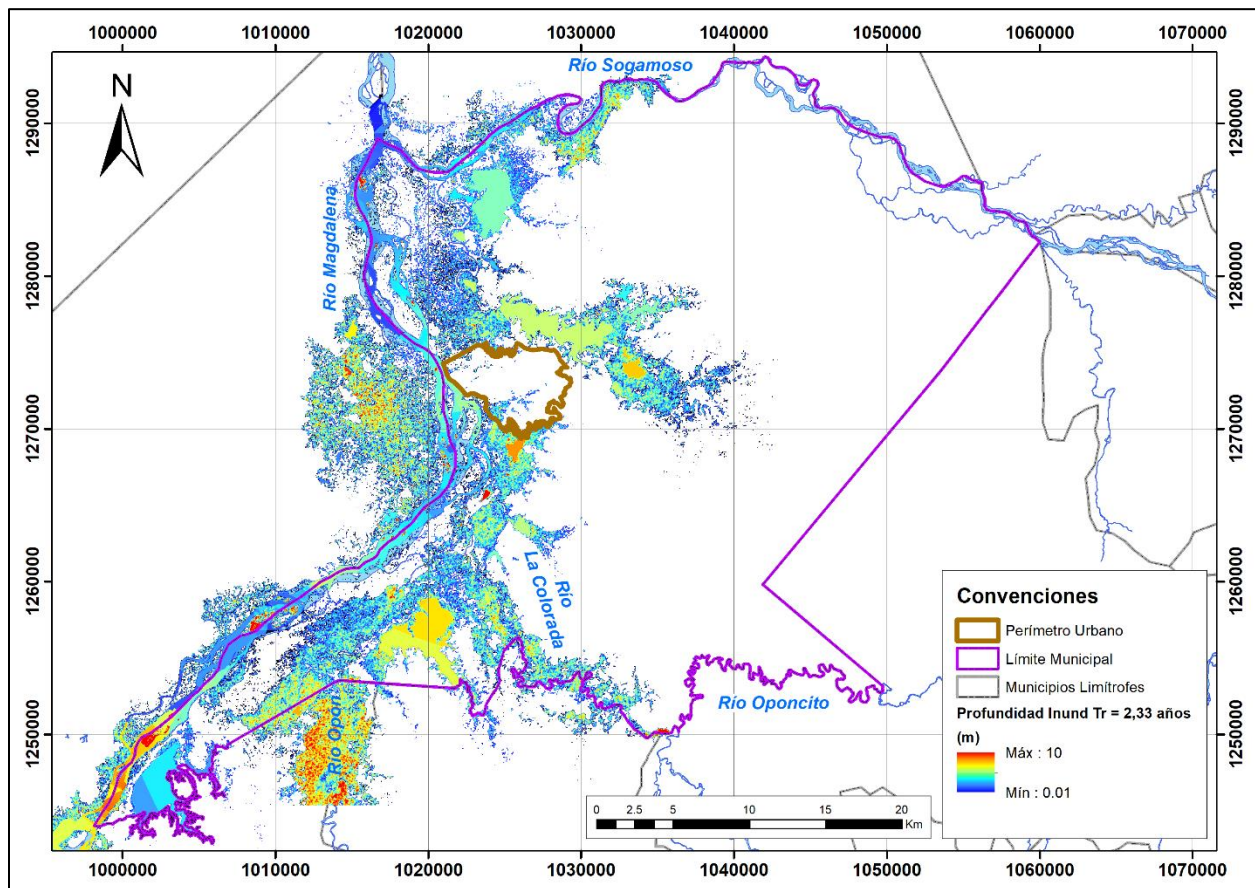 1000000 1010000 1020000 1030000 1040000 1050000 1060000 1070000
Río Sogamoso
N
1290000 1290000
Río Magdalena
1280000 1280000
1270000 1270000
Río
La Colorada
1260000 1260000
Convenciones
Perímetro Urbano
Límite Municipal
Municipios Limítrofes
Profundidad Inund Tr = 2,33 años
(m)
Máx : 10
Mín : 0.01
Río Oponcito
Río Opon
1250000 1250000
0 2.5 5 10 15 20
Km
1000000 1010000 1020000 1030000 1040000 1050000 1060000 1070000